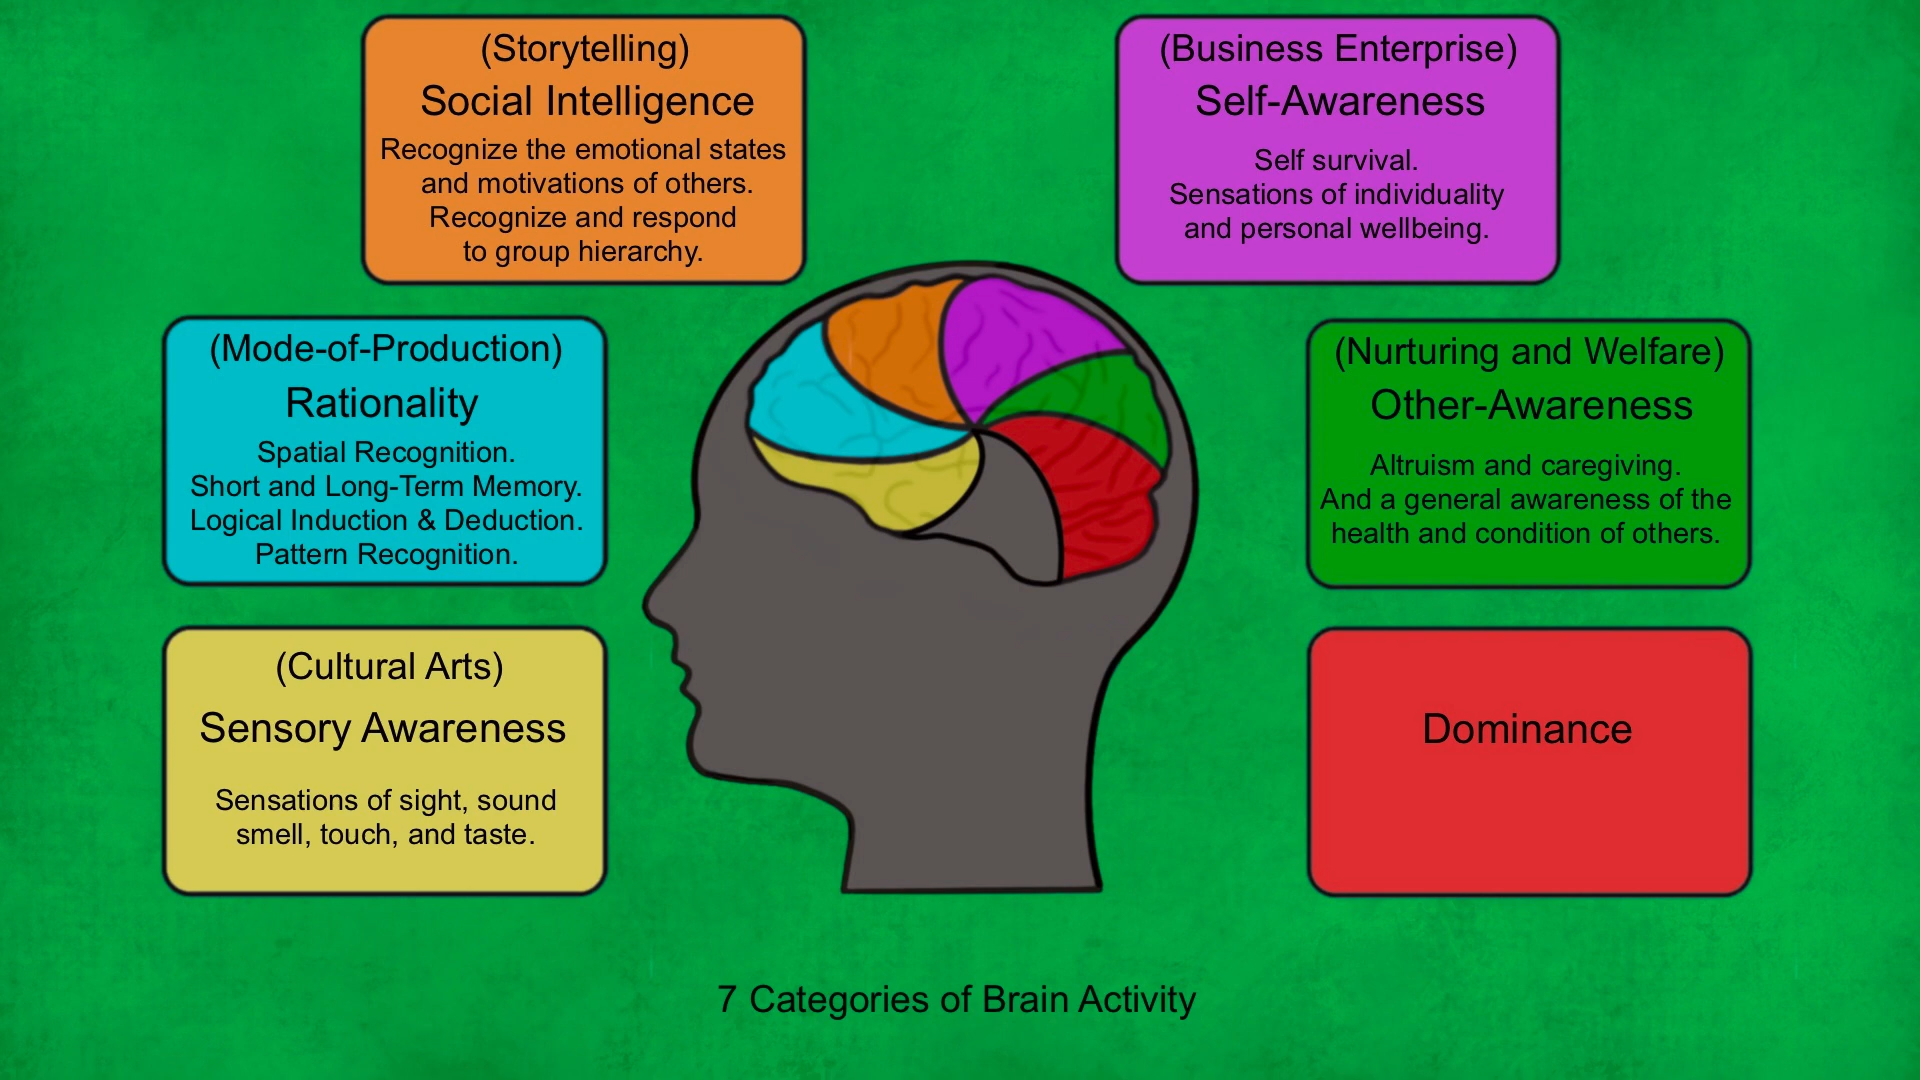 (Storytelling)
Social Intelligence
Recognize the emotional states
and motivations of others.
Recognize and respond
to group hierarchy.
(Business Enterprise)
Self-Awareness
Self survival.
Sensations of individuality
and personal wellbeing.
(Mode-of-Production)
Rationality
Spatial Recognition.
Short and Long-Term Memory.
Logical Induction & Deduction.
Pattern Recognition.
(Nurturing and Welfare)
Other-Awareness
Altruism and caregiving.
And a general awareness of the
health and condition of others.
(Cultural Arts)
Sensory Awareness
Sensations of sight, sound
smell, touch, and taste.
Dominance
7 Categories of Brain Activity